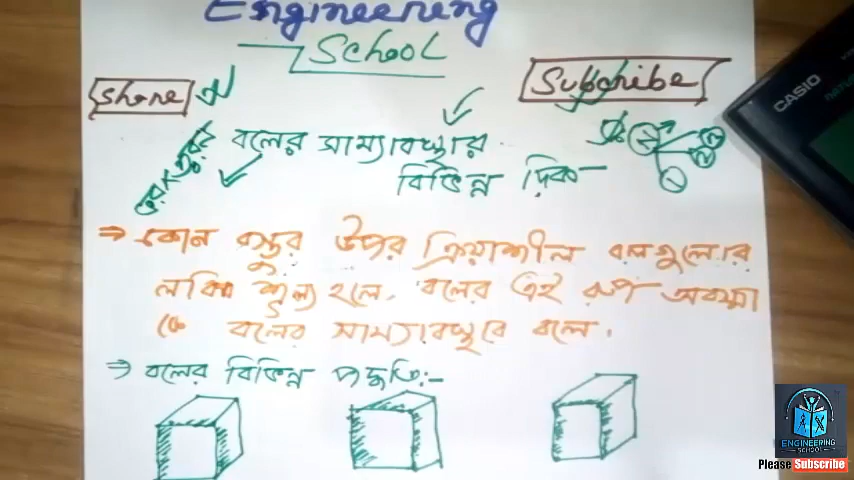 Engineering
School
Share
Subscribe
CASIO
বলের সাম্যাবস্থার
বিভিন্ন দিক
⇒ কোন বস্তুর উপর ক্রিয়াশীল বলগুলোর
লব্ধি শূন্য হলে, বলের এই রূপ অবস্থা
কে বলের সাম্যাবস্থা বলে.
⇒ বলের বিভিন্ন পদ্ধতি:-
ENGINEERING
SCHOOL
Please Subscribe